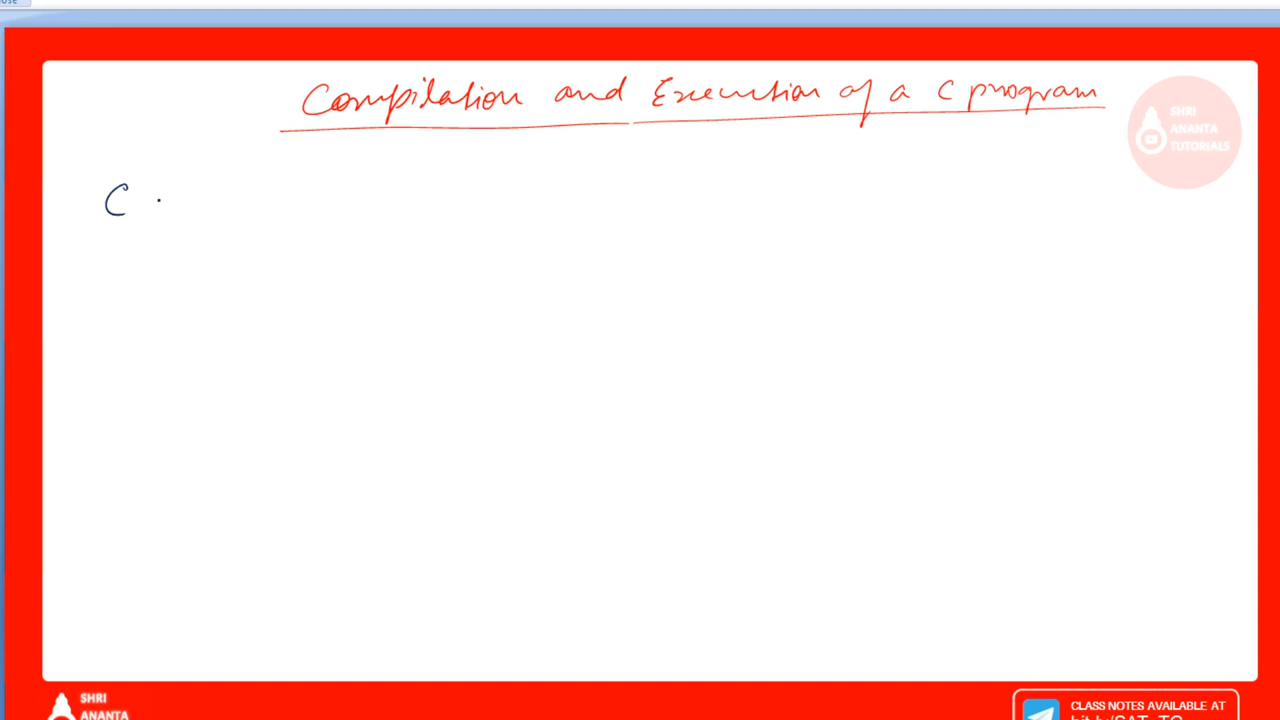 Compilation and Execution of a C program
SHRI
ANANTA
TUTORIALS
C .
SHRI
ANANTA
CLASS NOTES AVAILABLE AT